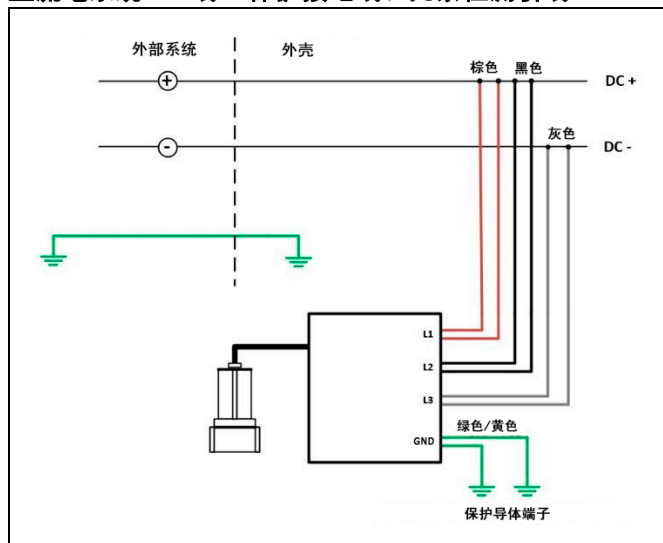 外部系统
外壳
棕色 黑色
DC +
灰色
DC -
L1
L2
L3
绿色/黄色
GND
保护导体端子